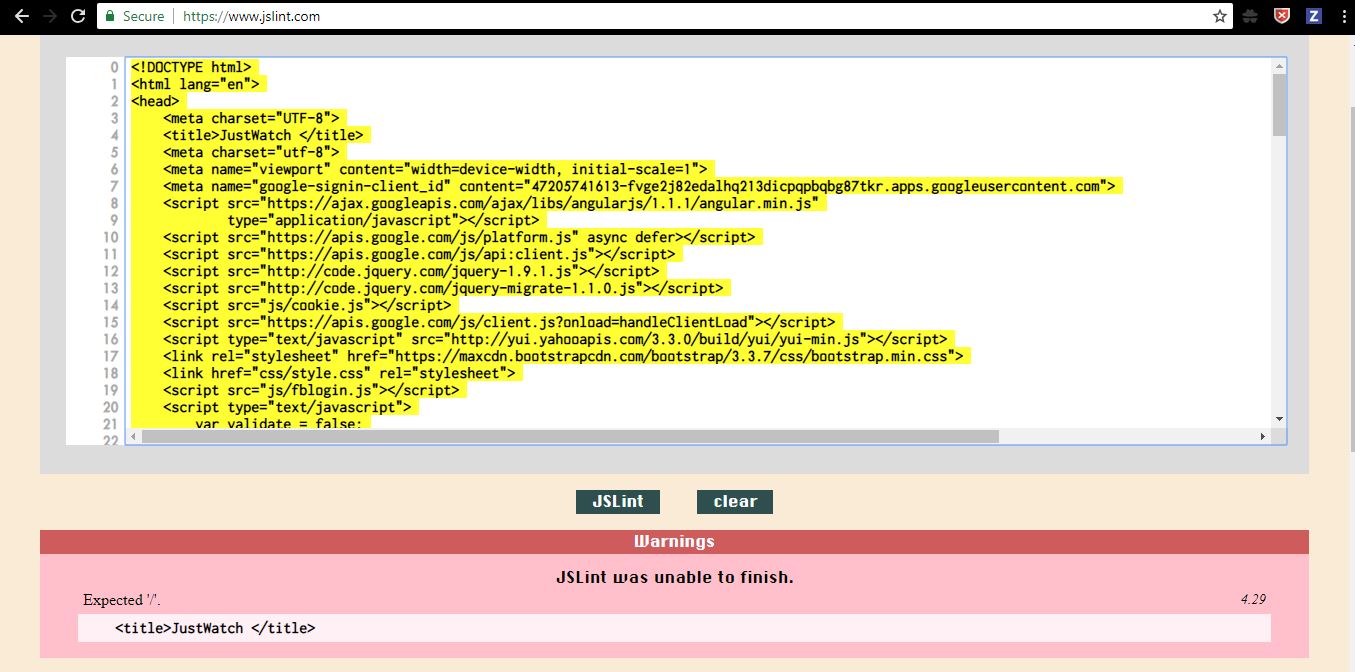 Secure https://www.jslint.com
Z
0 <!DOCTYPE html>
1 <html lang="en">
2 <head>
3 <meta charset="UTF-8">
4 <title>JustWatch </title>
5 <meta charset="utf-8">
6 <meta name="viewport" content="width=device-width, initial-scale=1">
7 <meta name="google-signin-client_id" content="47205741613-fvge2j82edalhq213dicpqpbqbg87tkr.apps.googleusercontent.com">
8 <script src="https://ajax.googleapis.com/ajax/libs/angularjs/1.1.1/angular.min.js"
9 type="application/javascript"></script>
10 <script src="https://apis.google.com/js/platform.js" async defer></script>
11 <script src="https://apis.google.com/js/api:client.js"></script>
12 <script src="http://code.jquery.com/jquery-1.9.1.js"></script>
13 <script src="http://code.jquery.com/jquery-migrate-1.1.0.js"></script>
14 <script src="js/cookie.js"></script>
15 <script src="https://apis.google.com/js/client.js?onload=handleClientLoad"></script>
16 <script type="text/javascript" src="http://yui.yahooapis.com/3.3.0/build/yui/yui-min.js"></script>
17 <link rel="stylesheet" href="https://maxcdn.bootstrapcdn.com/bootstrap/3.3.7/css/bootstrap.min.css">
18 <link href="css/style.css" rel="stylesheet">
19 <script src="js/fblogin.js"></script>
20 <script type="text/javascript">
21 var validate = false;
22
JSLint clear
Warnings
JSLint was unable to finish.
Expected '/'. 4.29
<title>JustWatch </title>